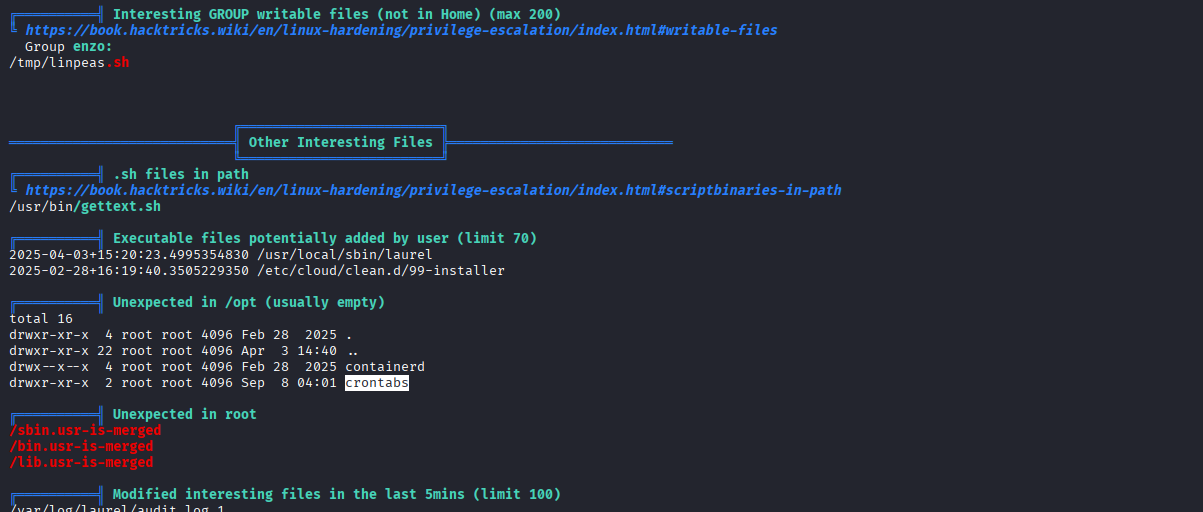 ╔══════════╣ Interesting GROUP writable files (not in Home) (max 200)
╚ https://book.hacktricks.wiki/en/linux-hardening/privilege-escalation/index.html#writable-files
  Group enzo:
/tmp/linpeas.sh
Other Interesting Files
╔══════════╣ .sh files in path
╚ https://book.hacktricks.wiki/en/linux-hardening/privilege-escalation/index.html#scriptbinaries-in-path
/usr/bin/gettext.sh
╔══════════╣ Executable files potentially added by user (limit 70)
2025-04-03+15:20:23.4995354830 /usr/local/sbin/laurel
2025-02-28+16:19:40.3505229350 /etc/cloud/clean.d/99-installer
╔══════════╣ Unexpected in /opt (usually empty)
total 16
drwxr-xr-x  4 root root 4096 Feb 28  2025 .
drwxr-xr-x 22 root root 4096 Apr  3 14:40 ..
drwx--x--x  4 root root 4096 Feb 28  2025 containerd
drwxr-xr-x  2 root root 4096 Sep  8 04:01 crontabs
╔══════════╣ Unexpected in root
/sbin.usr-is-merged
/bin.usr-is-merged
/lib.usr-is-merged
╔══════════╣ Modified interesting files in the last 5mins (limit 100)
/var/log/laurel/audit.log.1